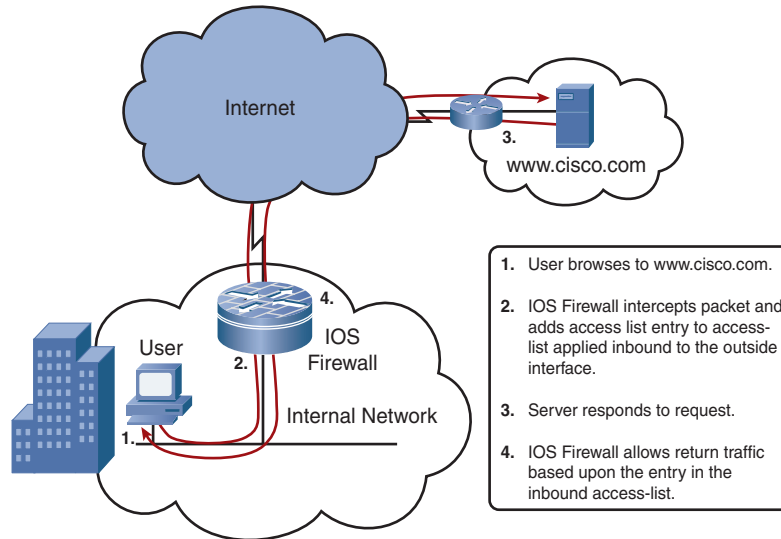 Internet
3.
www.cisco.com
4.
User
IOS
Firewall
2.
Internal Network
1.
1. User browses to www.cisco.com.
2. IOS Firewall intercepts packet and
adds access list entry to access-
list applied inbound to the outside
interface.
3. Server responds to request.
4. IOS Firewall allows return traffic
based upon the entry in the
inbound access-list.